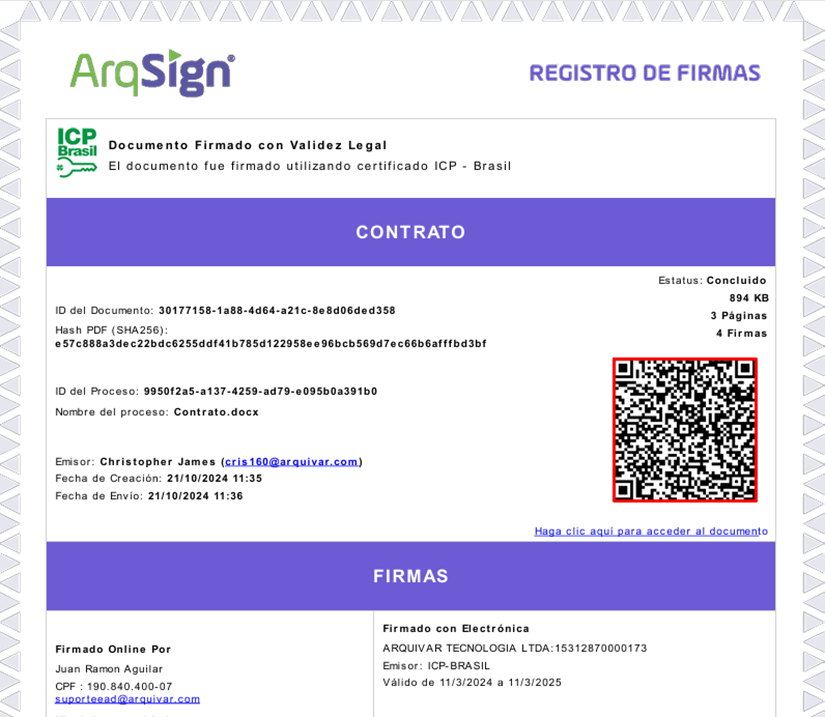 ArqSign®
REGISTRO DE FIRMAS
ICP
Brasil
Documento Firmado con Validez Legal
El documento fue firmado utilizando certificado ICP - Brasil
CONTRATO
Estatus: Concluido
894 KB
3 Páginas
4 Firmas
ID del Documento: 30177158-1a88-4d64-a21c-8e8d06ded358
Hash PDF (SHA256):
e57c888a3dec22bdc6255ddf41b785d122958ee96bcb569d7ec66b6afffbd3bf
ID del Proceso: 9950f2a5-a137-4259-ad79-e095b0a391b0
Nombre del proceso: Contrato.docx
Emisor: Christopher James (cris160@arquivar.com)
Fecha de Creación: 21/10/2024 11:35
Fecha de Envio: 21/10/2024 11:36
Haga clic aquí para acceder al documento
FIRMAS
Firmado Online Por
Juan Ramon Aguilar
CPF : 190.840.400-07
suporteead@arquivar.com
Firmado con Electrónica
ARQUIVAR TECNOLOGIA LTDA:15312870000173
Emisor: ICP-BRASIL
Válido de 11/3/2024 a 11/3/2025